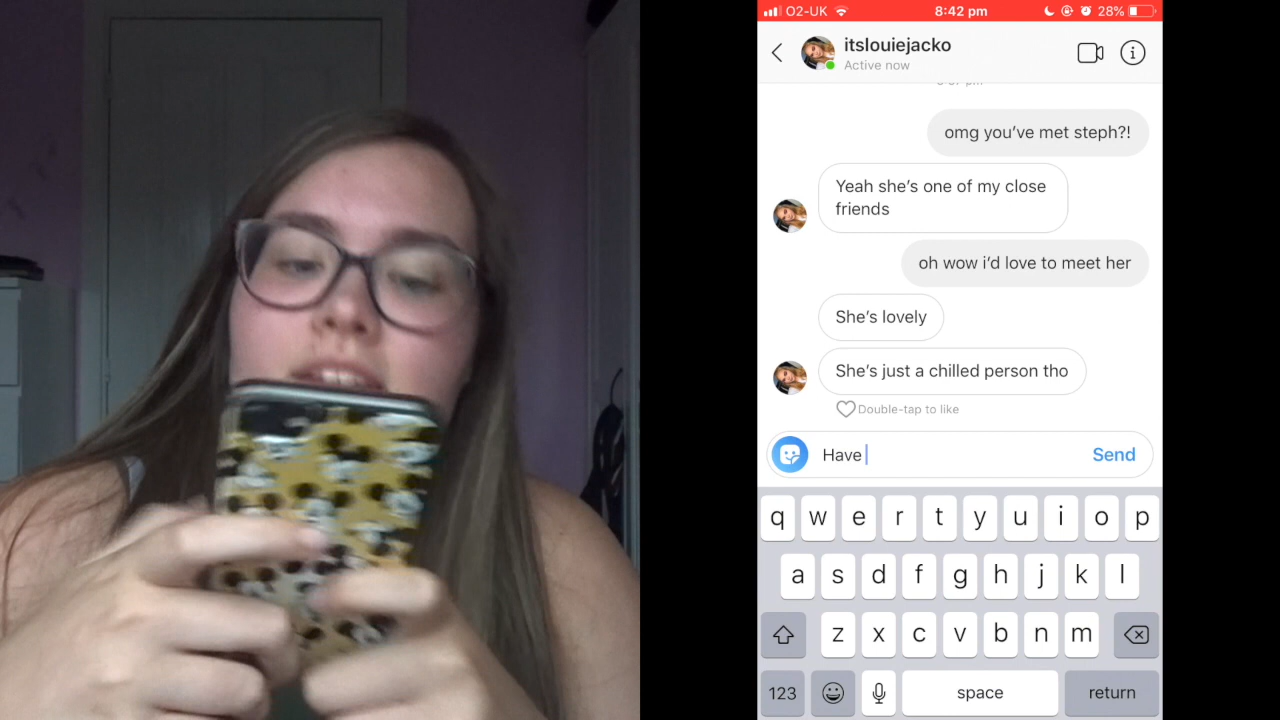 O2-UK 8:42 pm 28%
itslouiejacko
Active now
omg you've met steph?!
Yeah she's one of my close
friends
oh wow i'd love to meet her
She's lovely
She's just a chilled person tho
Double-tap to like
Have Send
q w e r t y u i o p
a s d f g h j k l
z x c v b n m
123 space return